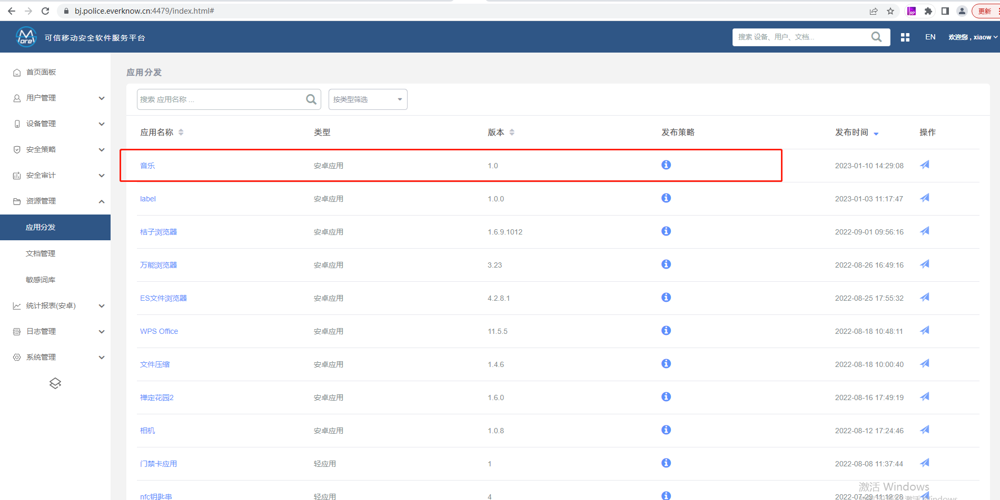 bj.police.everknow.cn:4479/index.html#
更新
More
可信移动安全软件服务平台
搜索 设备、用户、文档...
EN
欢迎您 , xiaow
首页面板
用户管理
设备管理
安全策略
安全审计
资源管理
应用分发
文档管理
敏感词库
统计报表(安卓)
日志管理
系统管理
应用分发
搜索 应用名称 ...
按类型筛选
应用名称 类型 版本 发布策略 发布时间 操作
音乐 安卓应用 1.0 2023-01-10 14:29:08
label 安卓应用 1.0.0 2023-01-03 11:17:47
桔子浏览器 安卓应用 1.6.9.1012 2022-09-01 09:56:16
万能浏览器 安卓应用 3.23 2022-08-26 16:49:16
ES文件浏览器 安卓应用 4.2.8.1 2022-08-25 17:55:32
WPS Office 安卓应用 11.5.5 2022-08-18 10:48:11
文件压缩 安卓应用 1.4.6 2022-08-18 10:00:40
禅定花园2 安卓应用 1.6.0 2022-08-16 17:49:19
相机 安卓应用 1.0.8 2022-08-12 17:24:46
门禁卡应用 轻应用 1 2022-08-08 11:37:44
激活 Windows
nfc钥匙串 轻应用 4 2022-07-29 11:12:28